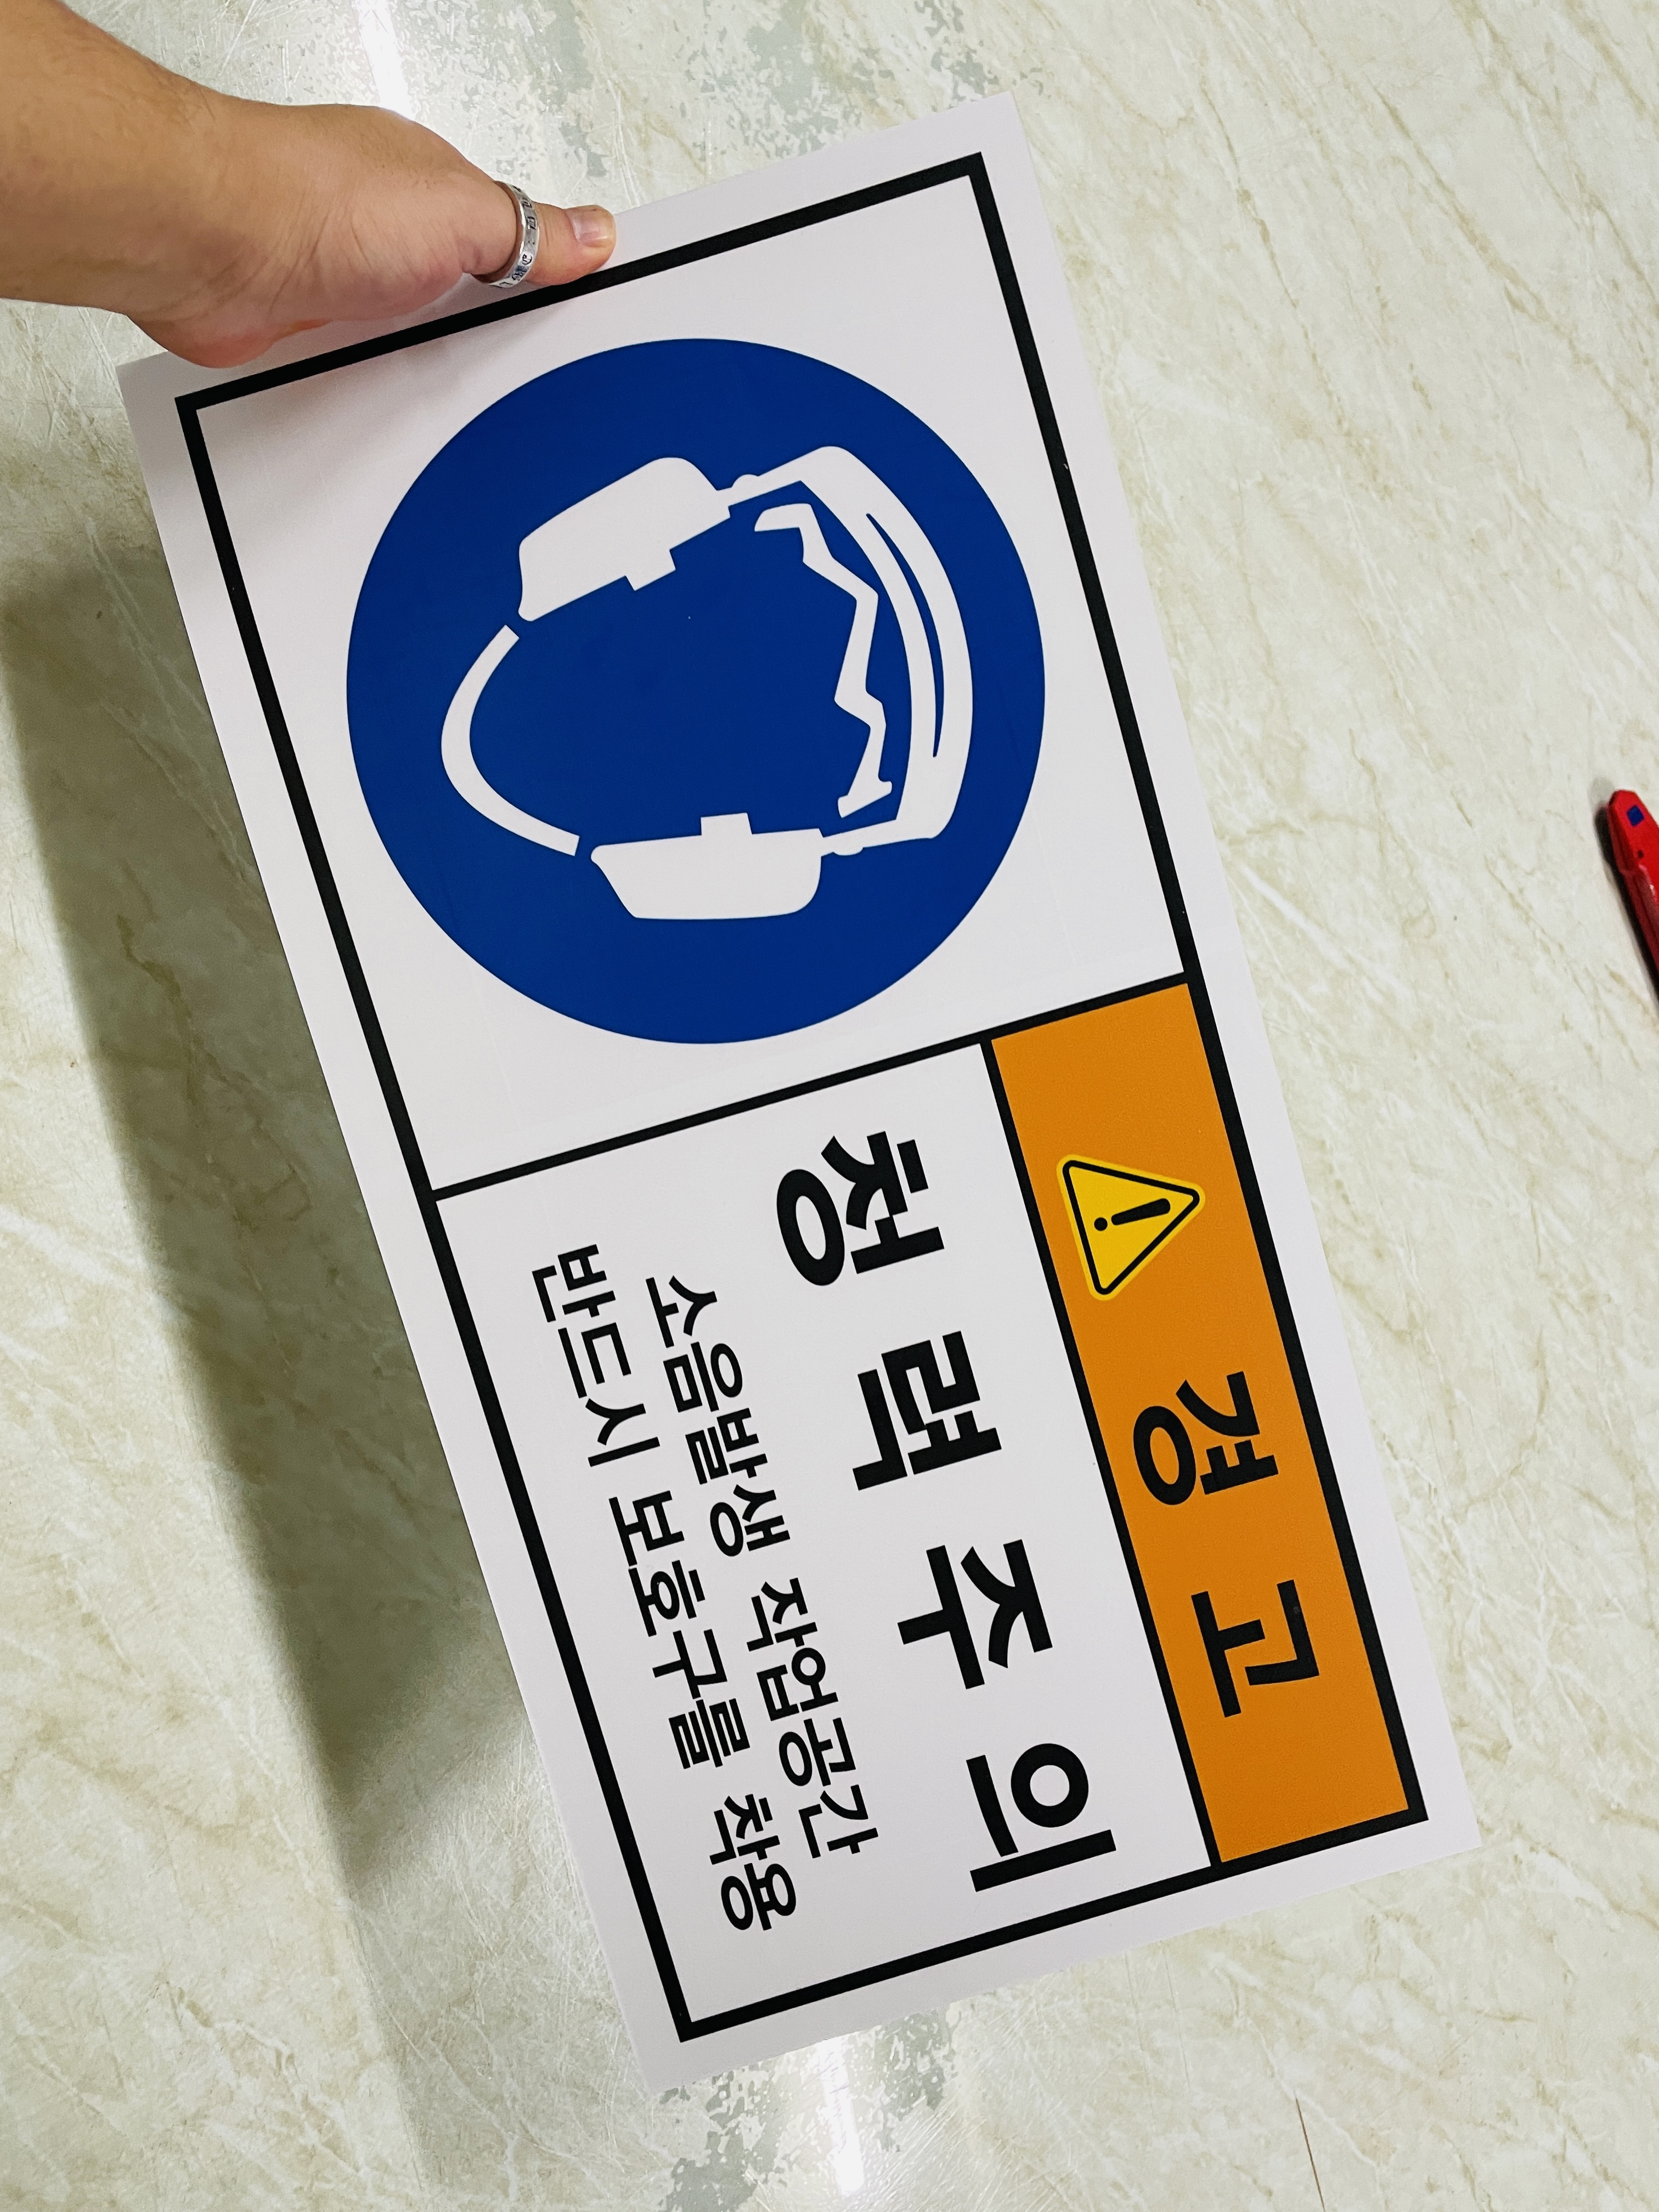 경고
청력주의
소음발생 작업공간
반드시 보호구를 착용